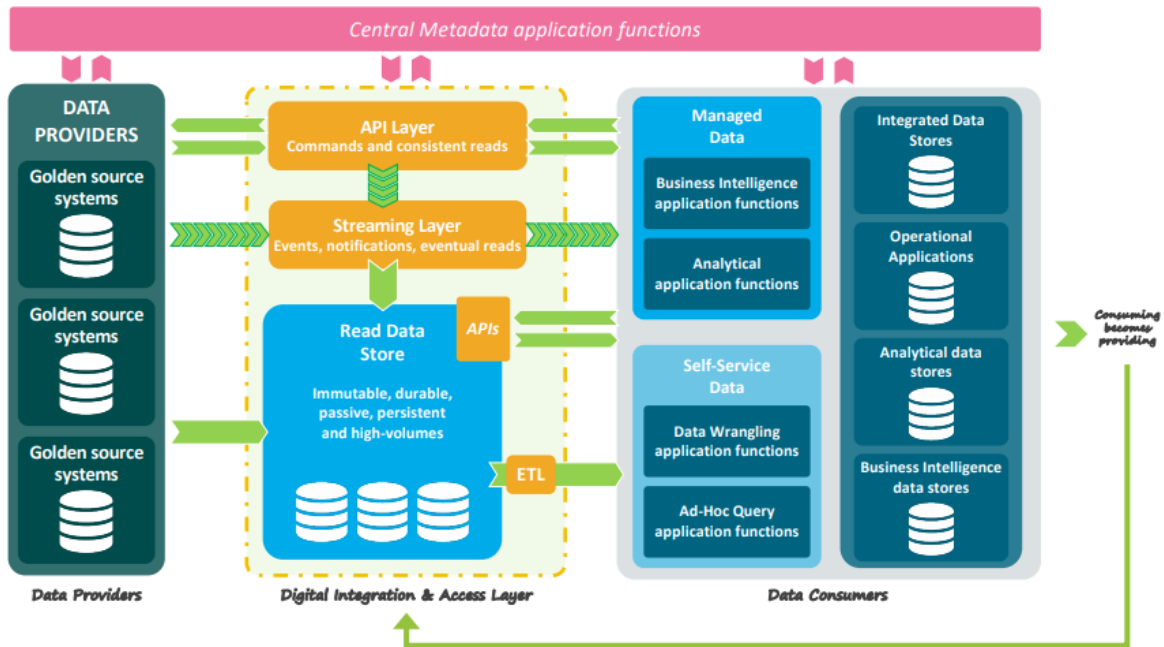 Central Metadata application functions
DATA
PROVIDERS
Golden source
systems
Golden source
systems
Golden source
systems
Data Providers
API Layer
Commands and consistent reads
Streaming Layer
Events, notifications, eventual reads
Read Data
Store
APIs
Immutable, durable,
passive, persistent
and high-volumes
ETL
Digital Integration & Access Layer
Managed
Data
Business Intelligence
application functions
Analytical
application functions
Self-Service
Data
Data Wrangling
application functions
Ad-Hoc Query
application functions
Integrated Data
Stores
Operational
Applications
Analytical data
stores
Business Intelligence
data stores
Data Consumers
Consuming
becomes
providing